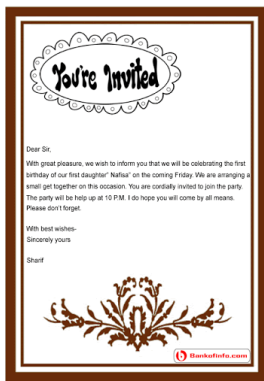 You're Invited
Dear Sir;
With great pleasure, we wish to inform you that we will be celebrating the first
birthday of our first daughter" Nafisa" on the coming Friday. We are arranging a
small get together on this occasion. You are cordially invited to join the party.
The party will be help up at 10 P.M. I do hope you will come by all means.
Please don't forget.
With best wishes-
Sincerely yours
Sharif
Bankofinfo.com